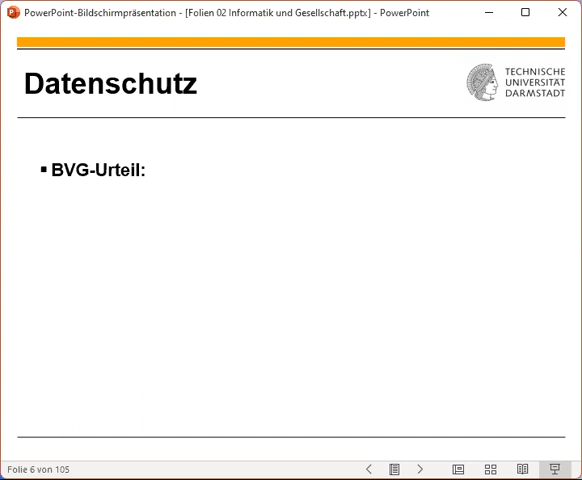 PowerPoint-Bildschirmpräsentation - [Folien 02 Informatik und Gesellschaft.pptx] - PowerPoint
Datenschutz
TECHNISCHE
UNIVERSITÄT
DARMSTADT
BVG-Urteil:
Folie 6 von 105